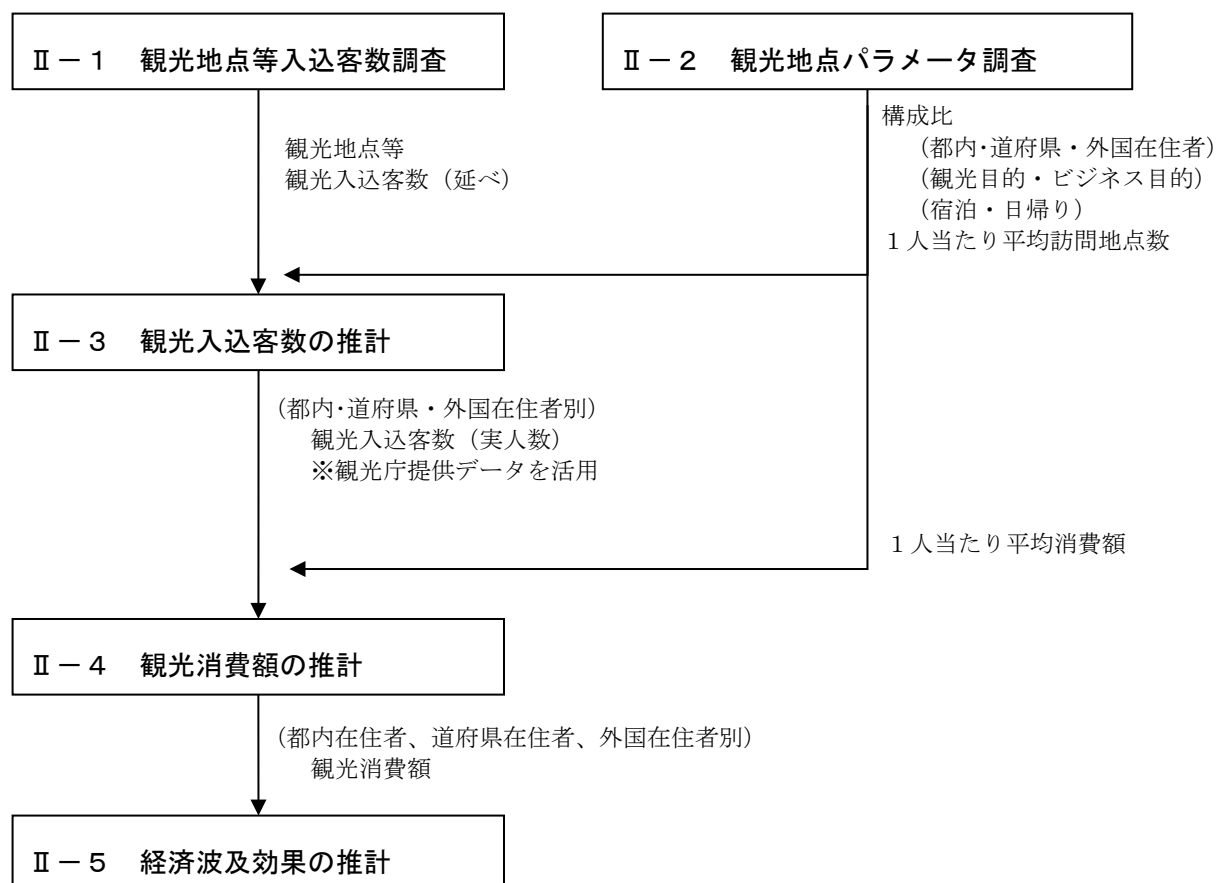 Ⅱ－１　観光地点等入込客数調査
Ⅱ－２　観光地点パラメータ調査
観光地点等
観光入込客数（延べ）
構成比
（都内･道府県・外国在住者）
（観光目的・ビジネス目的）
（宿泊・日帰り）
１人当たり平均訪問地点数
Ⅱ－３　観光入込客数の推計
（都内･道府県・外国在住者別）
観光入込客数（実人数）
※観光庁提供データを活用
１人当たり平均消費額
Ⅱ－４　観光消費額の推計
（都内在住者、道府県在住者、外国在住者別）
観光消費額
Ⅱ－５　経済波及効果の推計